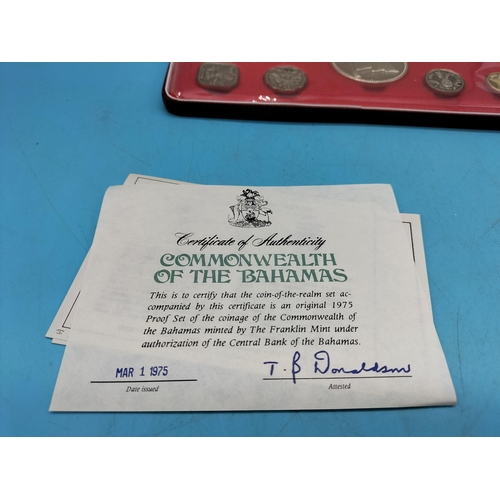 Certificate of Authenticity
COMMONWEALTH
OF THE BAHAMAS
This is to certify that the coin-of-the-realm set ac-
companied by this certificate is an original 1975
Proof Set of the coinage of the Commonwealth of
the Bahamas minted by The Franklin Mint under
authorization of the Central Bank of the Bahamas.
MAR 1 1975 T. B Donaldson
Date issued Attested